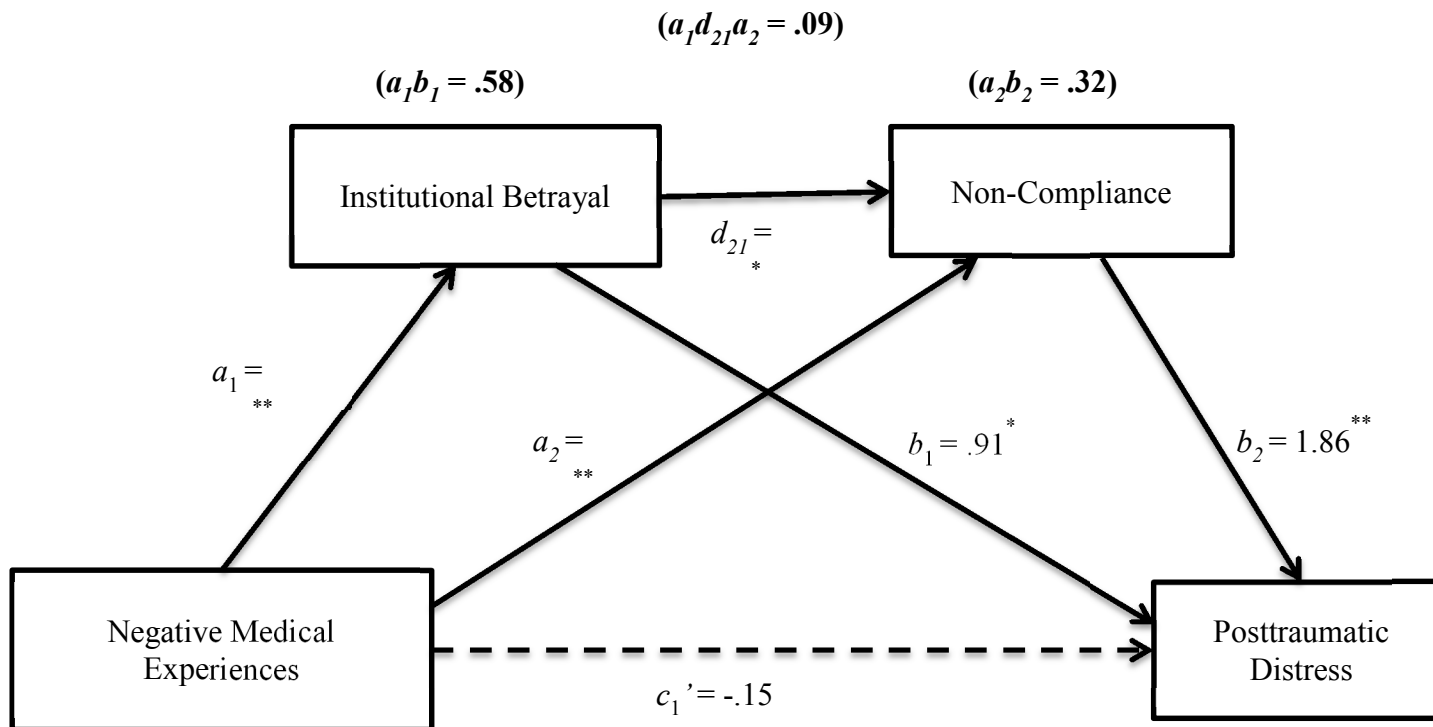 (a1d21a2 = .09)
(a1b1 = .58)
(a2b2 = .32)
Institutional Betrayal
Non-Compliance
d21 =
*
a1 =
**
a2 =
**
b1 = .91*
b2 = 1.86**
Negative Medical
Experiences
Posttraumatic
Distress
c1’ = -.15